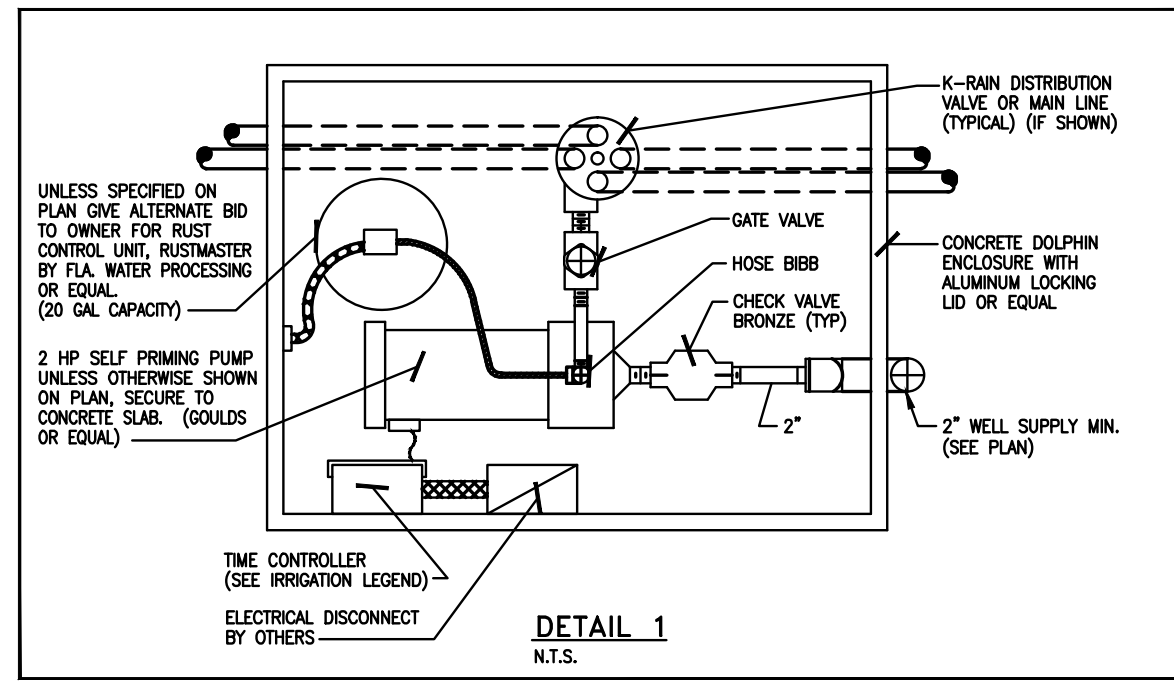 K-RAIN DISTRIBUTION
VALVE OR MAIN LINE
(TYPICAL) (IF SHOWN)
UNLESS SPECIFIED ON
PLAN GIVE ALTERNATE BID
TO OWNER FOR RUST
CONTROL UNIT, RUSTMASTER
BY FLA. WATER PROCESSING
OR EQUAL.
(20 GAL CAPACITY)
GATE VALVE
HOSE BIBB
CHECK VALVE
BRONZE (TYP)
CONCRETE DOLPHIN
ENCLOSURE WITH
ALUMINUM LOCKING
LID OR EQUAL
2 HP SELF PRIMING PUMP
UNLESS OTHERWISE SHOWN
ON PLAN, SECURE TO
CONCRETE SLAB. (GOULDS
OR EQUAL)
2"
2" WELL SUPPLY MIN.
(SEE PLAN)
TIME CONTROLLER
(SEE IRRIGATION LEGEND)
ELECTRICAL DISCONNECT
BY OTHERS
DETAIL 1
N.T.S.